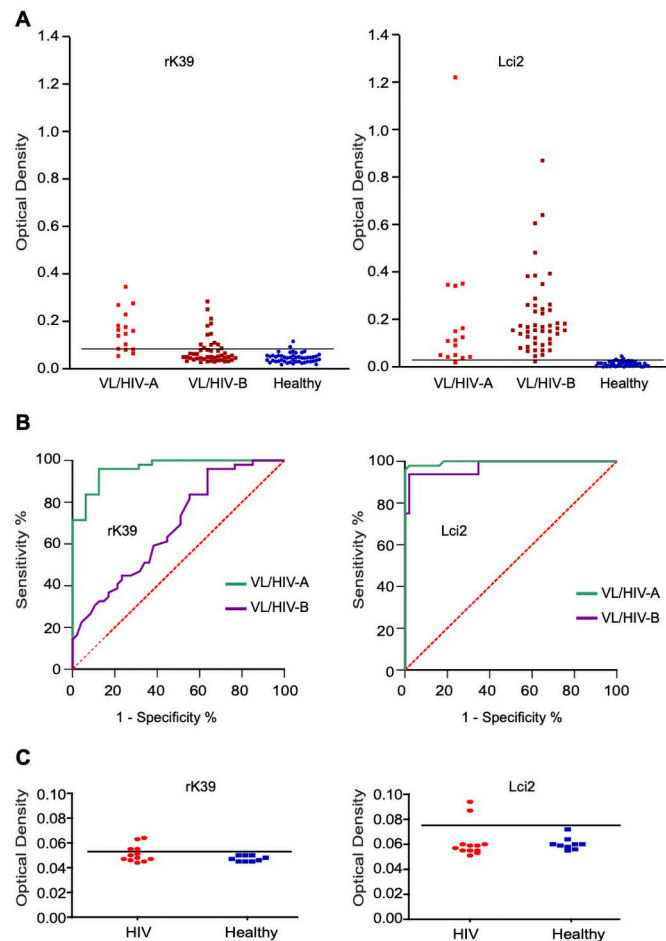 A
rK39
Optical Density
1.4
1.2
1.0
0.8
0.6
0.4
0.2
0.0
VL/HIV-A
VL/HIV-B
Healthy
Lci2
Optical Density
1.4
1.2
1.0
0.8
0.6
0.4
0.2
0.0
VL/HIV-A
VL/HIV-B
Healthy
B
Sensitivity %
100
80
60
40
20
0
rK39
VL/HIV-A
VL/HIV-B
0
20
40
60
80
100
1 - Specificity %
Sensitivity %
100
80
60
40
20
0
Lci2
VL/HIV-A
VL/HIV-B
0
20
40
60
80
100
1 - Specificity %
C
rK39
Optical Density
0.10
0.08
0.06
0.04
0.02
0.00
HIV
Healthy
Lci2
Optical Density
0.10
0.08
0.06
0.04
0.02
0.00
HIV
Healthy